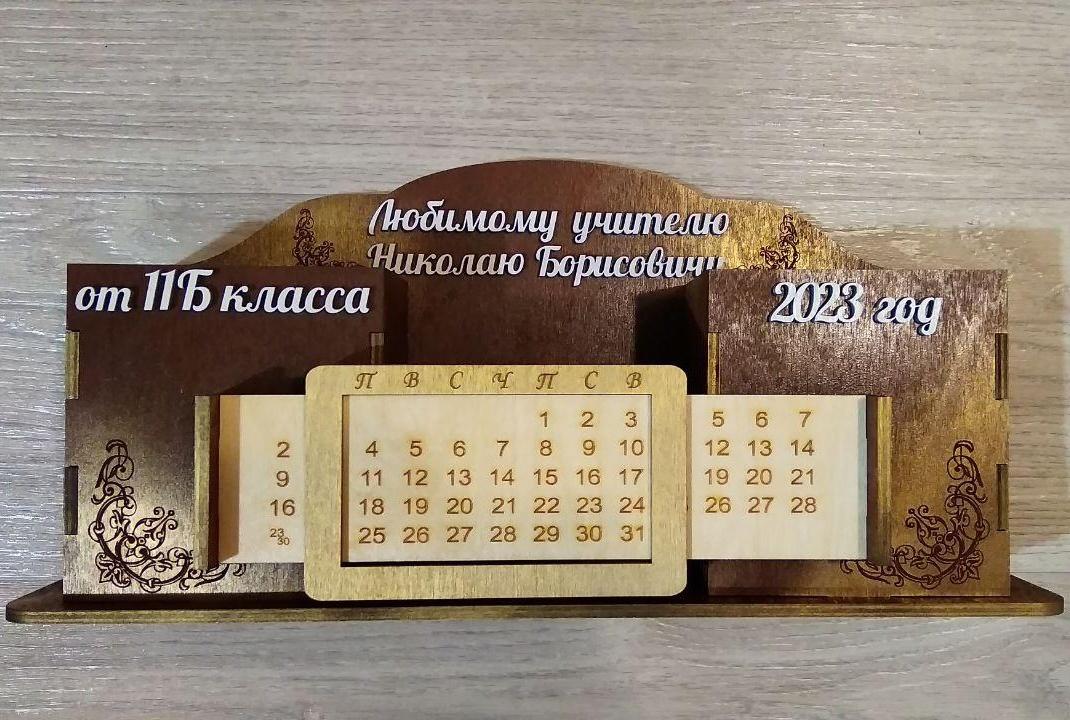 Любимому учителю
Николаю Борисовичу
от 11Б класса
2023 год
П В С Ч П С В
1 2 3
4 5 6 7 8 9 10
11 12 13 14 15 16 17
18 19 20 21 22 23 24
25 26 27 28 29 30 31
2
9
16
23 30
5 6 7
12 13 14
19 20 21
26 27 28